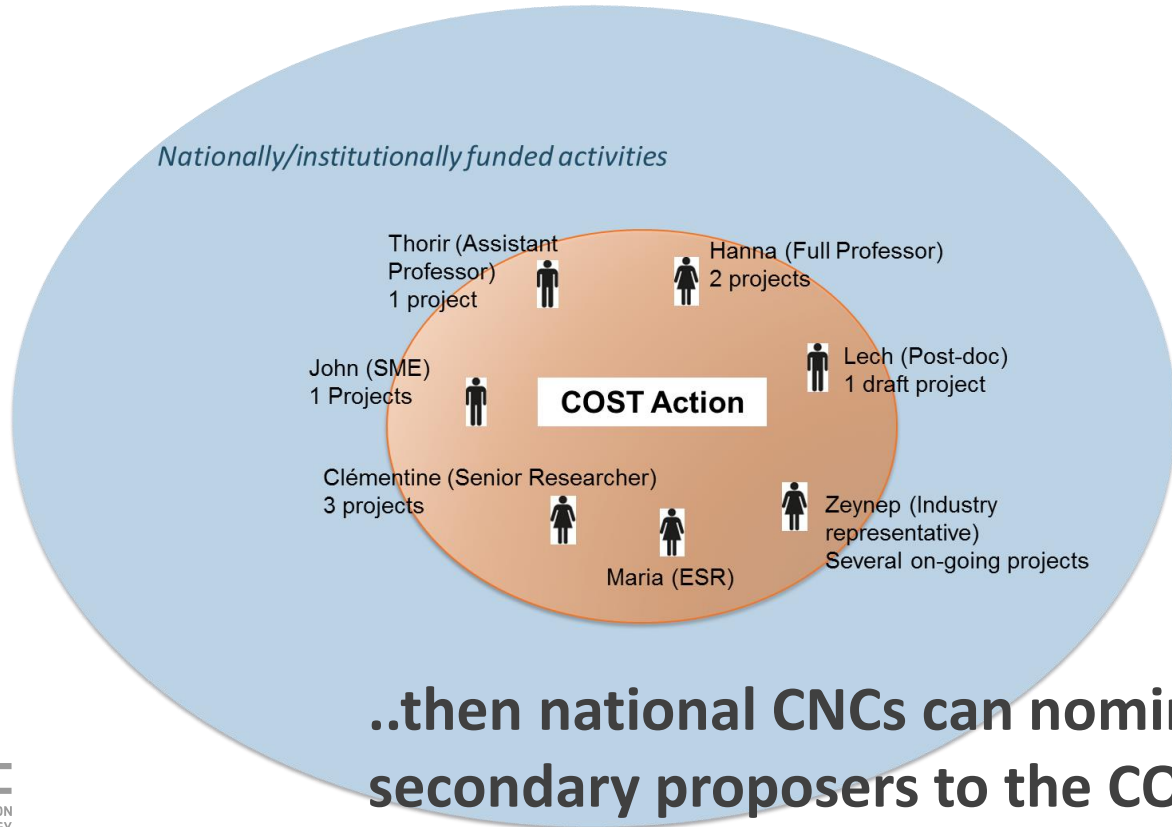 Nationally/institutionally funded activities
Thorir (Assistant
Professor)
1 project
Hanna (Full Professor)
2 projects
John (SME)
1 Projects
COST Action
Lech (Post-doc)
1 draft project
Clémentine (Senior Researcher)
3 projects
Zeynep (Industry
representative)
Several on-going projects
Maria (ESR)
..then national CNCs can
secondary proposers to the